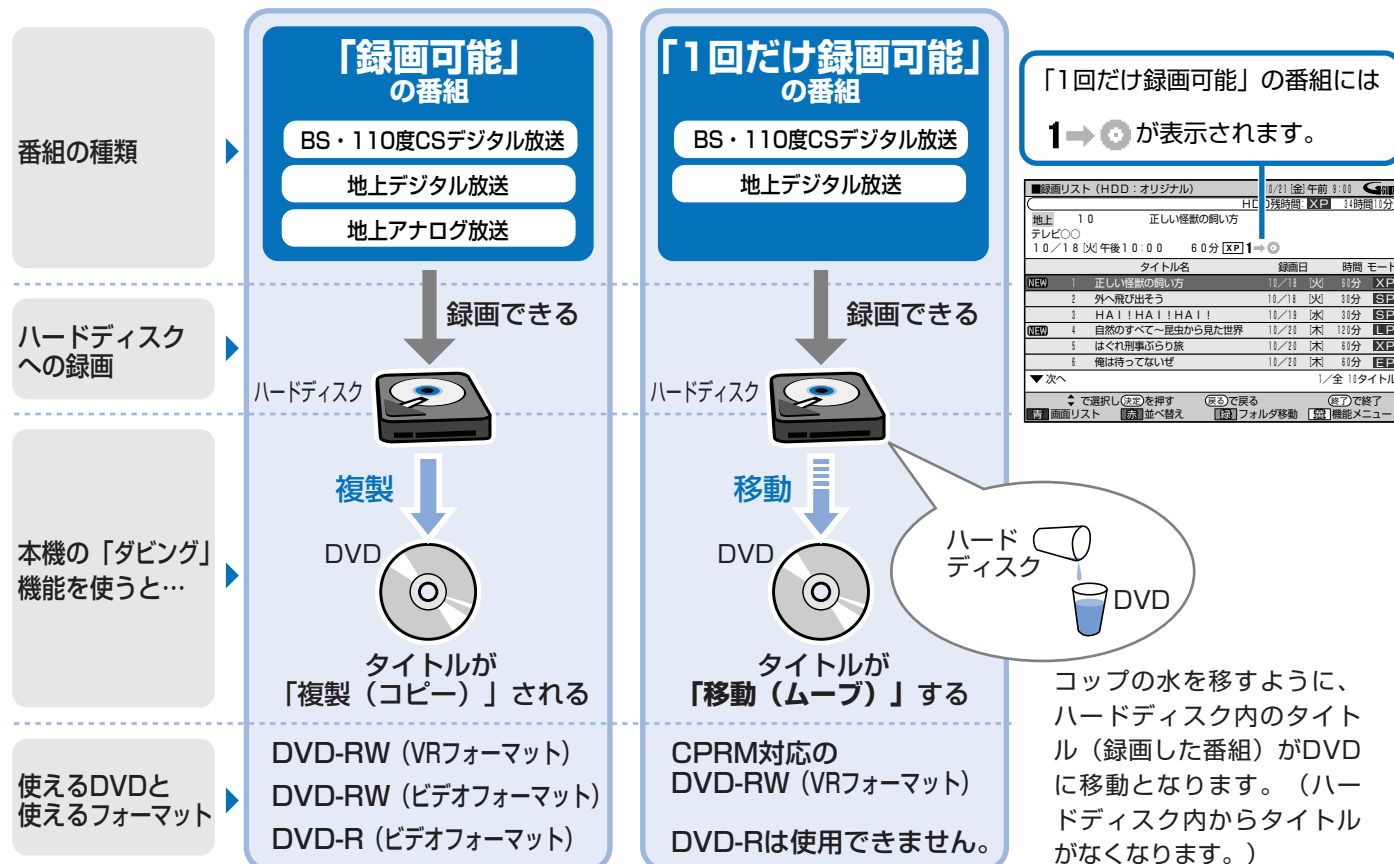 番組の種類
「録画可能」
の番組
BS・110度CSデジタル放送
地上デジタル放送
地上アナログ放送
「1回だけ録画可能」
の番組
BS・110度CSデジタル放送
地上デジタル放送
「1回だけ録画可能」の番組には
1➡が表示されます。
■録画リスト(HDD:オリジナル)
0/21[金]午前 9:00
HDD残時間:XP 34時間10分
地上 10 正しい怪獣の飼い方
テレビ○○
10/18[火]午後10:00 60分 XP 1➡
タイトル名 録画日 時間 モード
NEW 1 正しい怪獣の飼い方 10/18 [火] 60分 XP
2 外へ飛び出そう 10/18 [火] 30分 SP
3 HAI!HAI!HAI! 10/19 [水] 30分 SP
NEW 4 自然のすべて~昆虫から見た世界 10/20 [木] 120分 LP
5 はぐれ刑事ぶらり旅 10/20 [木] 60分 XP
6 俺は待ってないぜ 10/20 [木] 60分 EP
▼次へ 1/全 10タイトル
で選択し決定を押す 戻るで戻る 終了で終了
青 画面リスト 赤 並べ替え 緑 フォルダ移動 黄 機能メニュー
ハードディスク
への録画
録画できる
ハードディスク
録画できる
ハードディスク
本機の「ダビング」
機能を使うと…
複製
DVD
タイトルが
「複製(コピー)」される
移動
DVD
タイトルが
「移動(ムーブ)」する
ハード
ディスク
DVD
コップの水を移すように、
ハードディスク内のタイト
ル(録画した番組)がDVD
に移動となります。(ハー
ドディスク内からタイトル
がなくなります。)
使えるDVDと
使えるフォーマット
DVD-RW(VRフォーマット)
DVD-RW(ビデオフォーマット)
DVD-R(ビデオフォーマット)
CPRM対応の
DVD-RW(VRフォーマット)
DVD-Rは使用できません。